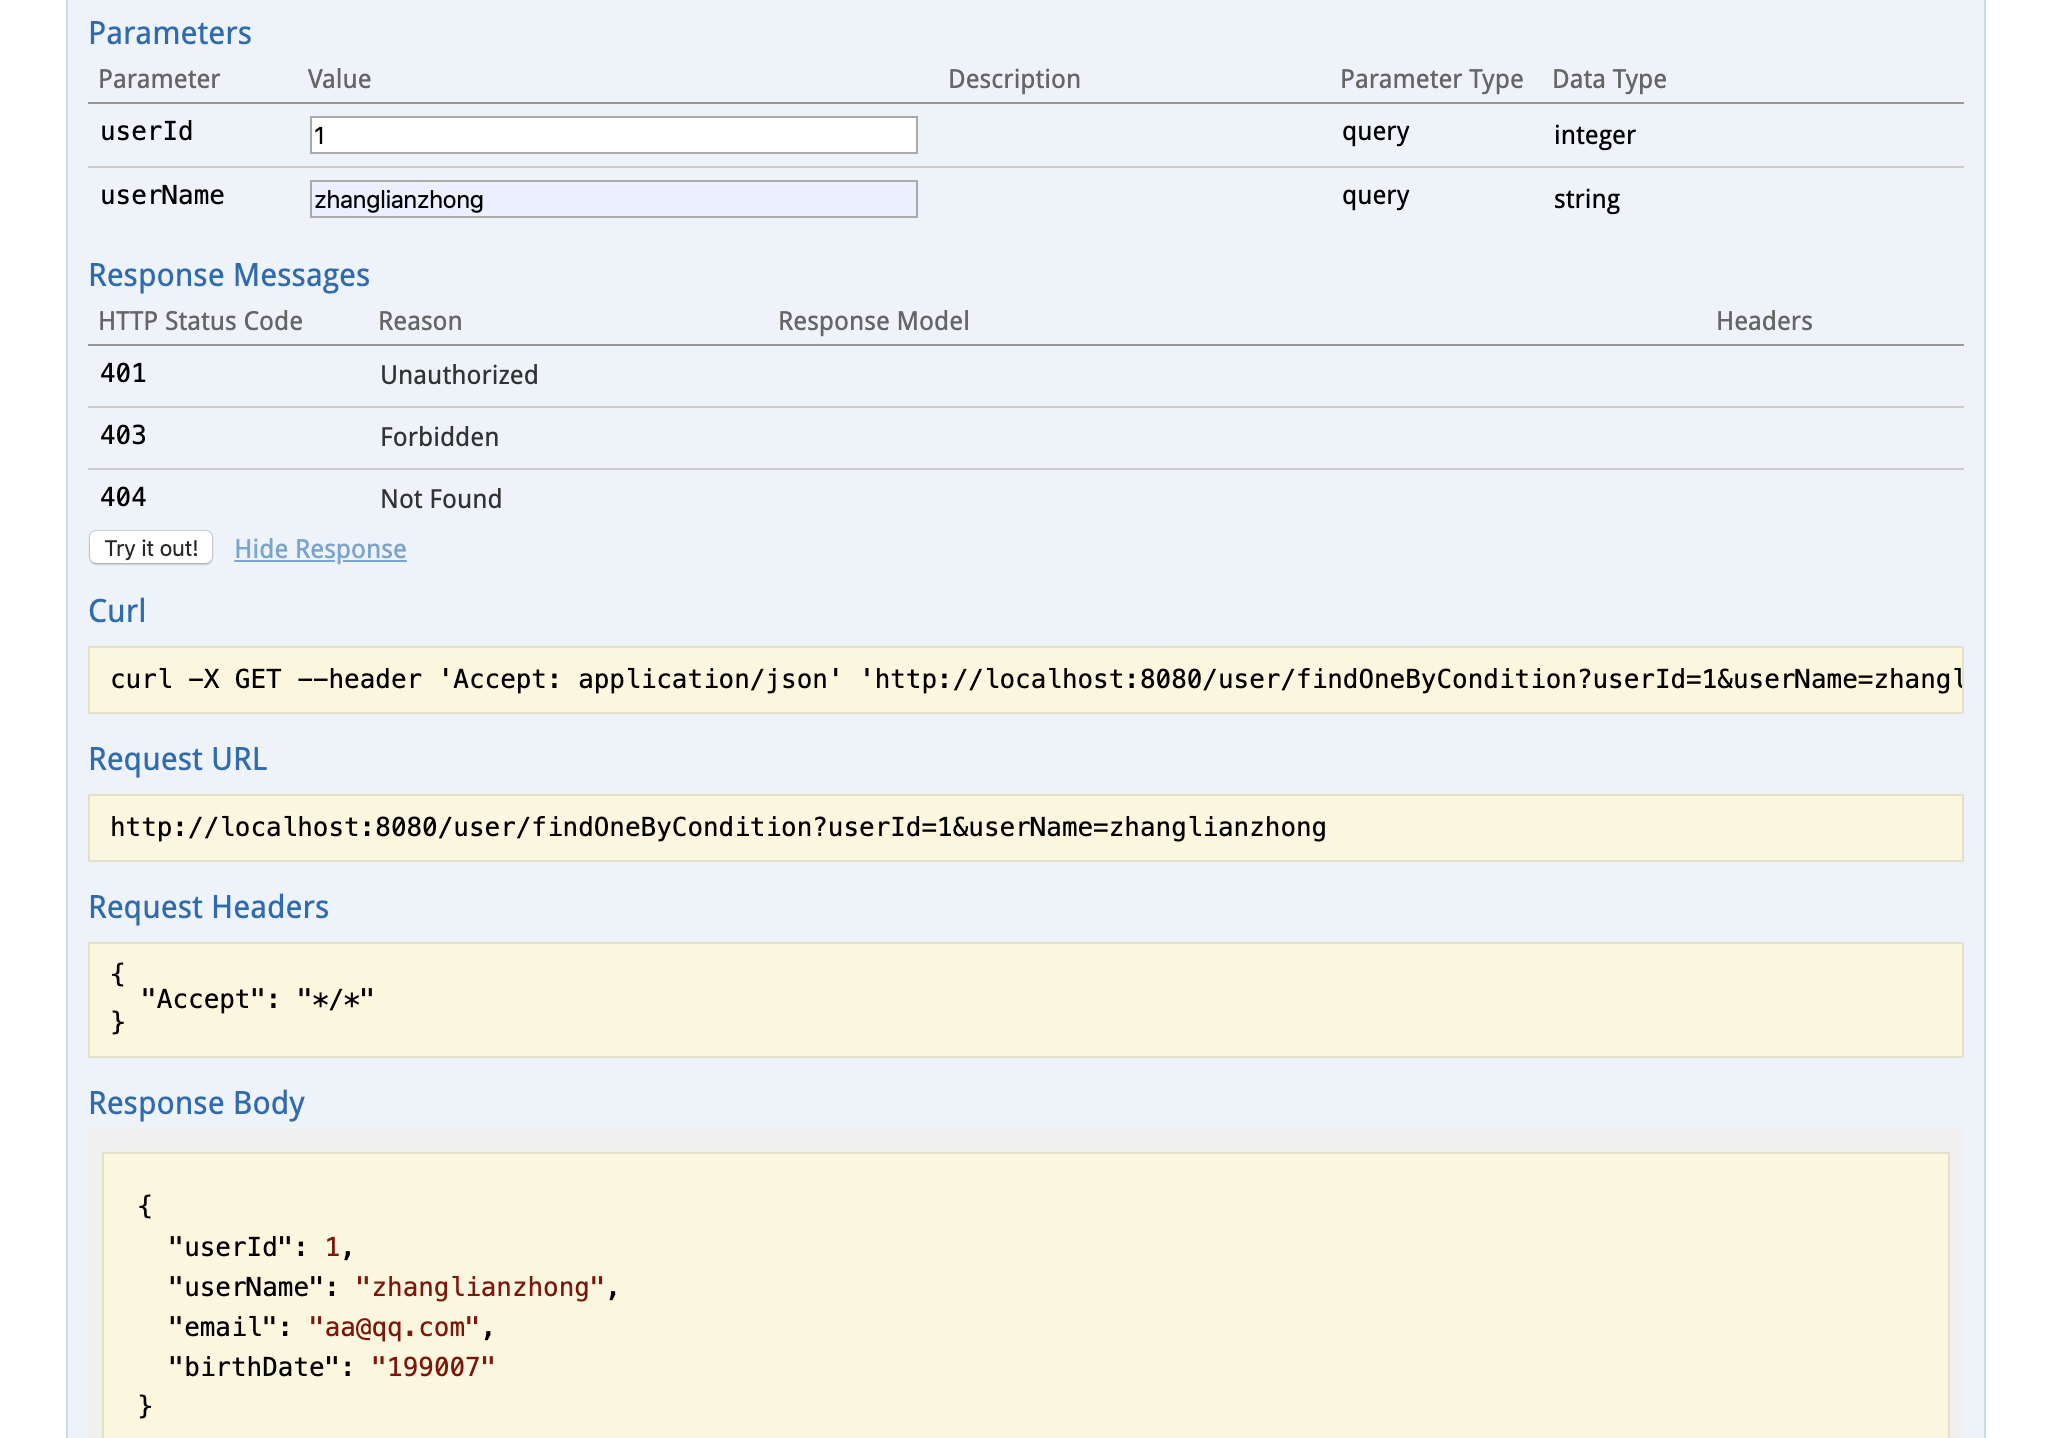 Parameters
Parameter Value Description Parameter Type Data Type
userId 1 query integer
userName zhanglianzhong query string
Response Messages
HTTP Status Code Reason Response Model Headers
401 Unauthorized
403 Forbidden
404 Not Found
Try it out! Hide Response
Curl
curl -X GET --header 'Accept: application/json' 'http://localhost:8080/user/findOneByCondition?userId=1&userName=zhangl
Request URL
http://localhost:8080/user/findOneByCondition?userId=1&userName=zhanglianzhong
Request Headers
{
"Accept": "*/*"
}
Response Body
{
"userId": 1,
"userName": "zhanglianzhong",
"email": "aa@qq.com",
"birthDate": "199007"
}